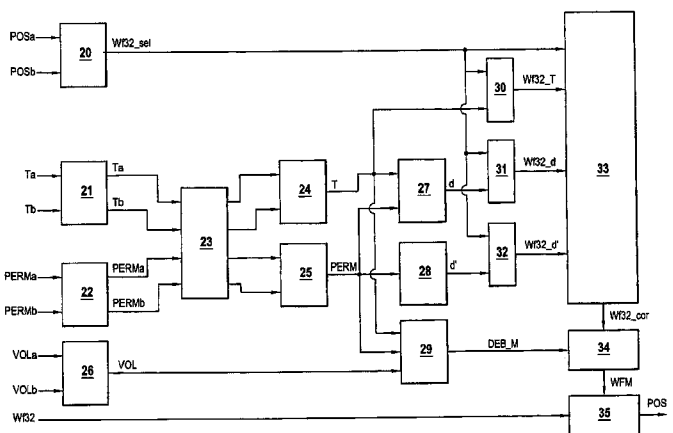 POSa
POSb
20
Wf32_sel
30
Wf32_T
33
Ta
Tb
21
Ta
Tb
23
24
T
27
d
31
Wf32_d
32
Wf32_d'
PERMa
PERMb
22
PERMa
PERMb
25
PERM
28
d'
Wf32_cor
VOLa
VOLb
26
VOL
29
DEB_M
34
WFM
Wf32
35
POS